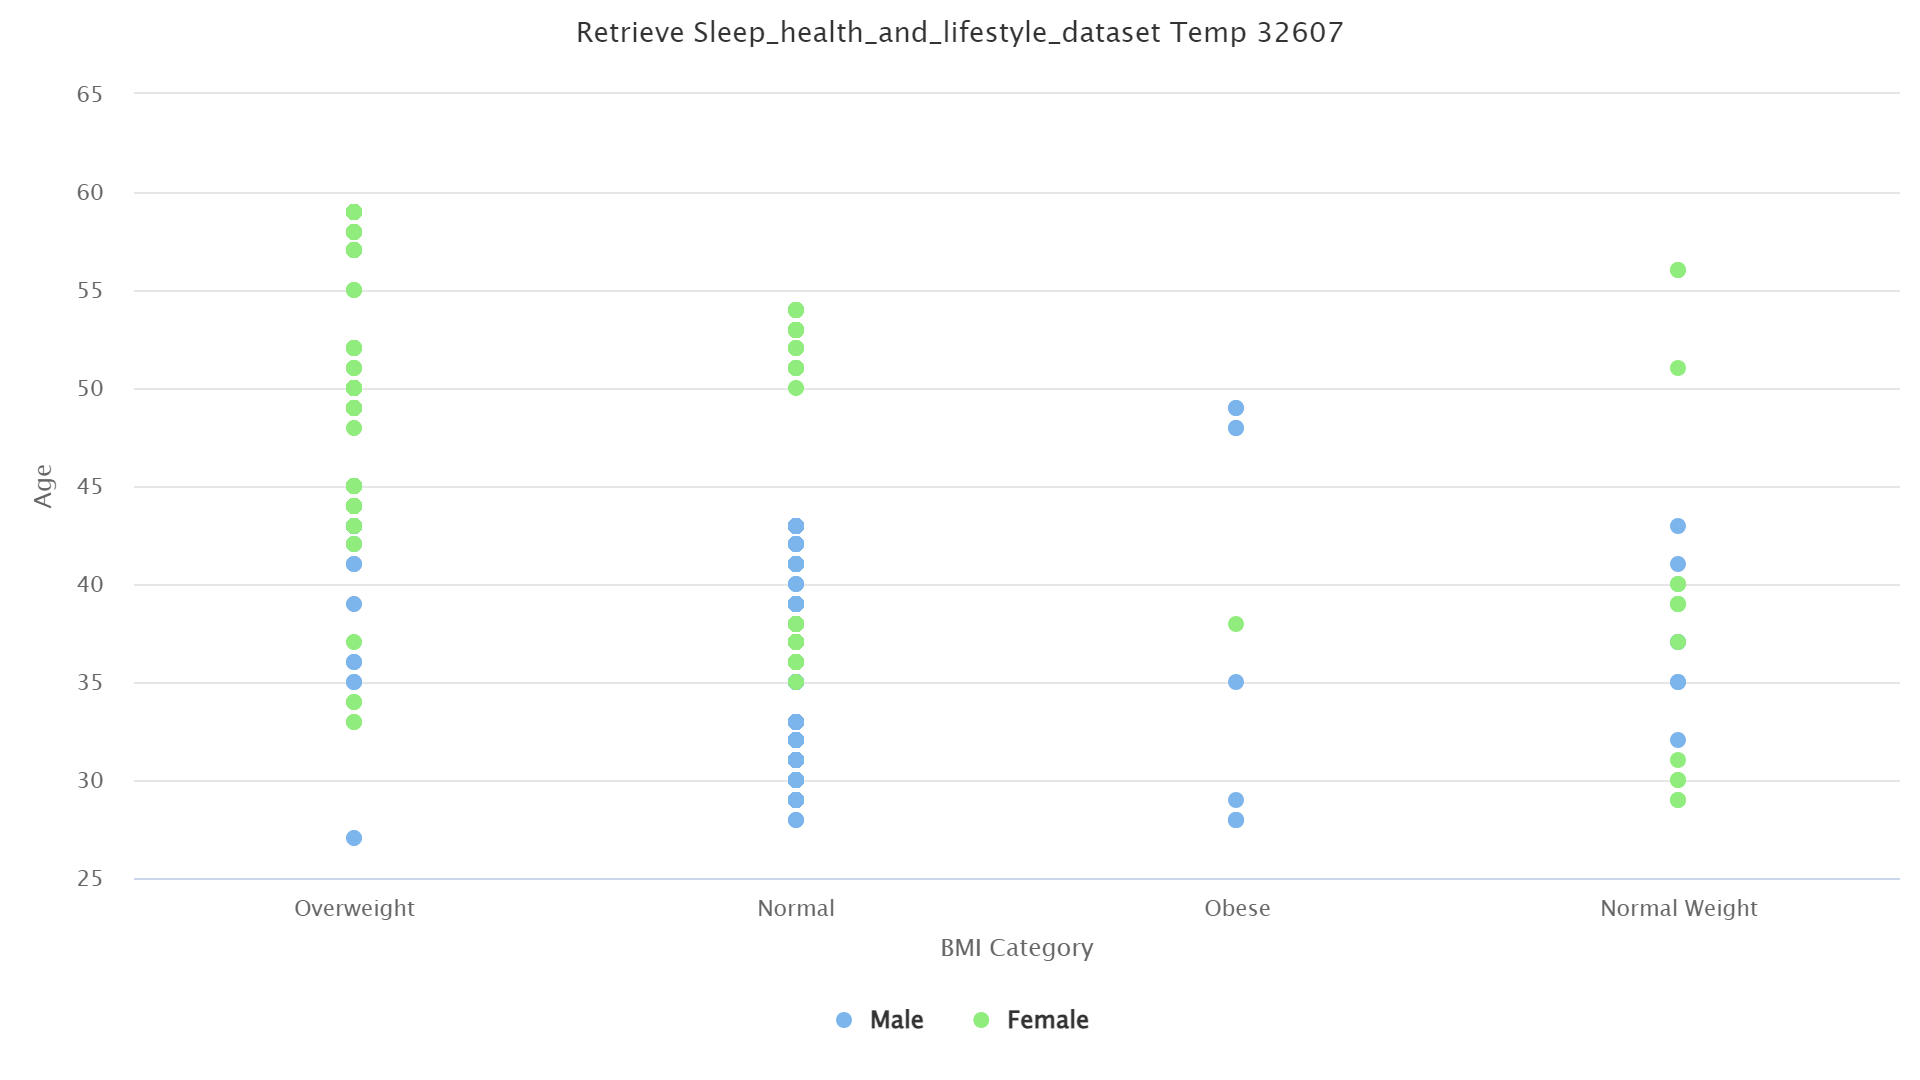 Retrieve Sleep_health_and_lifestyle_dataset Temp 32607
65
60
55
50
45
40
35
30
25
Age
Overweight Normal Obese Normal Weight
BMI Category
Male Female